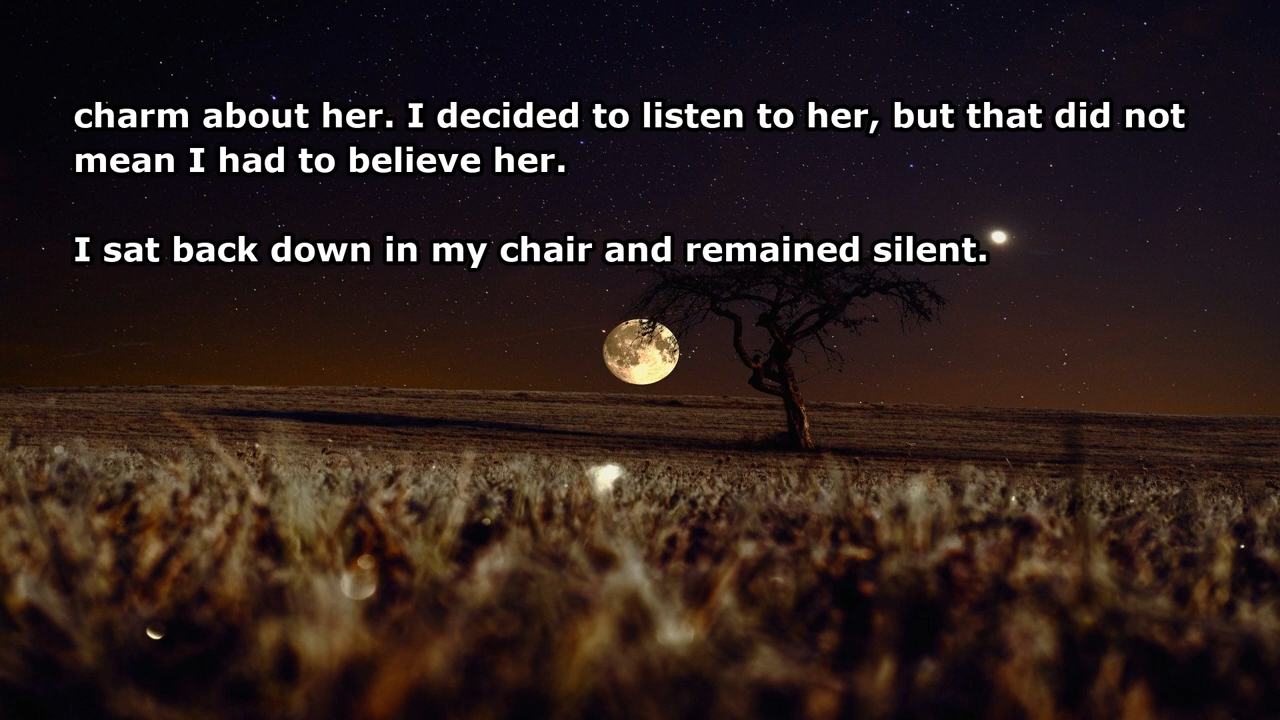 charm about her. I decided to listen to her, but that did not
mean I had to believe her.
I sat back down in my chair and remained silent.